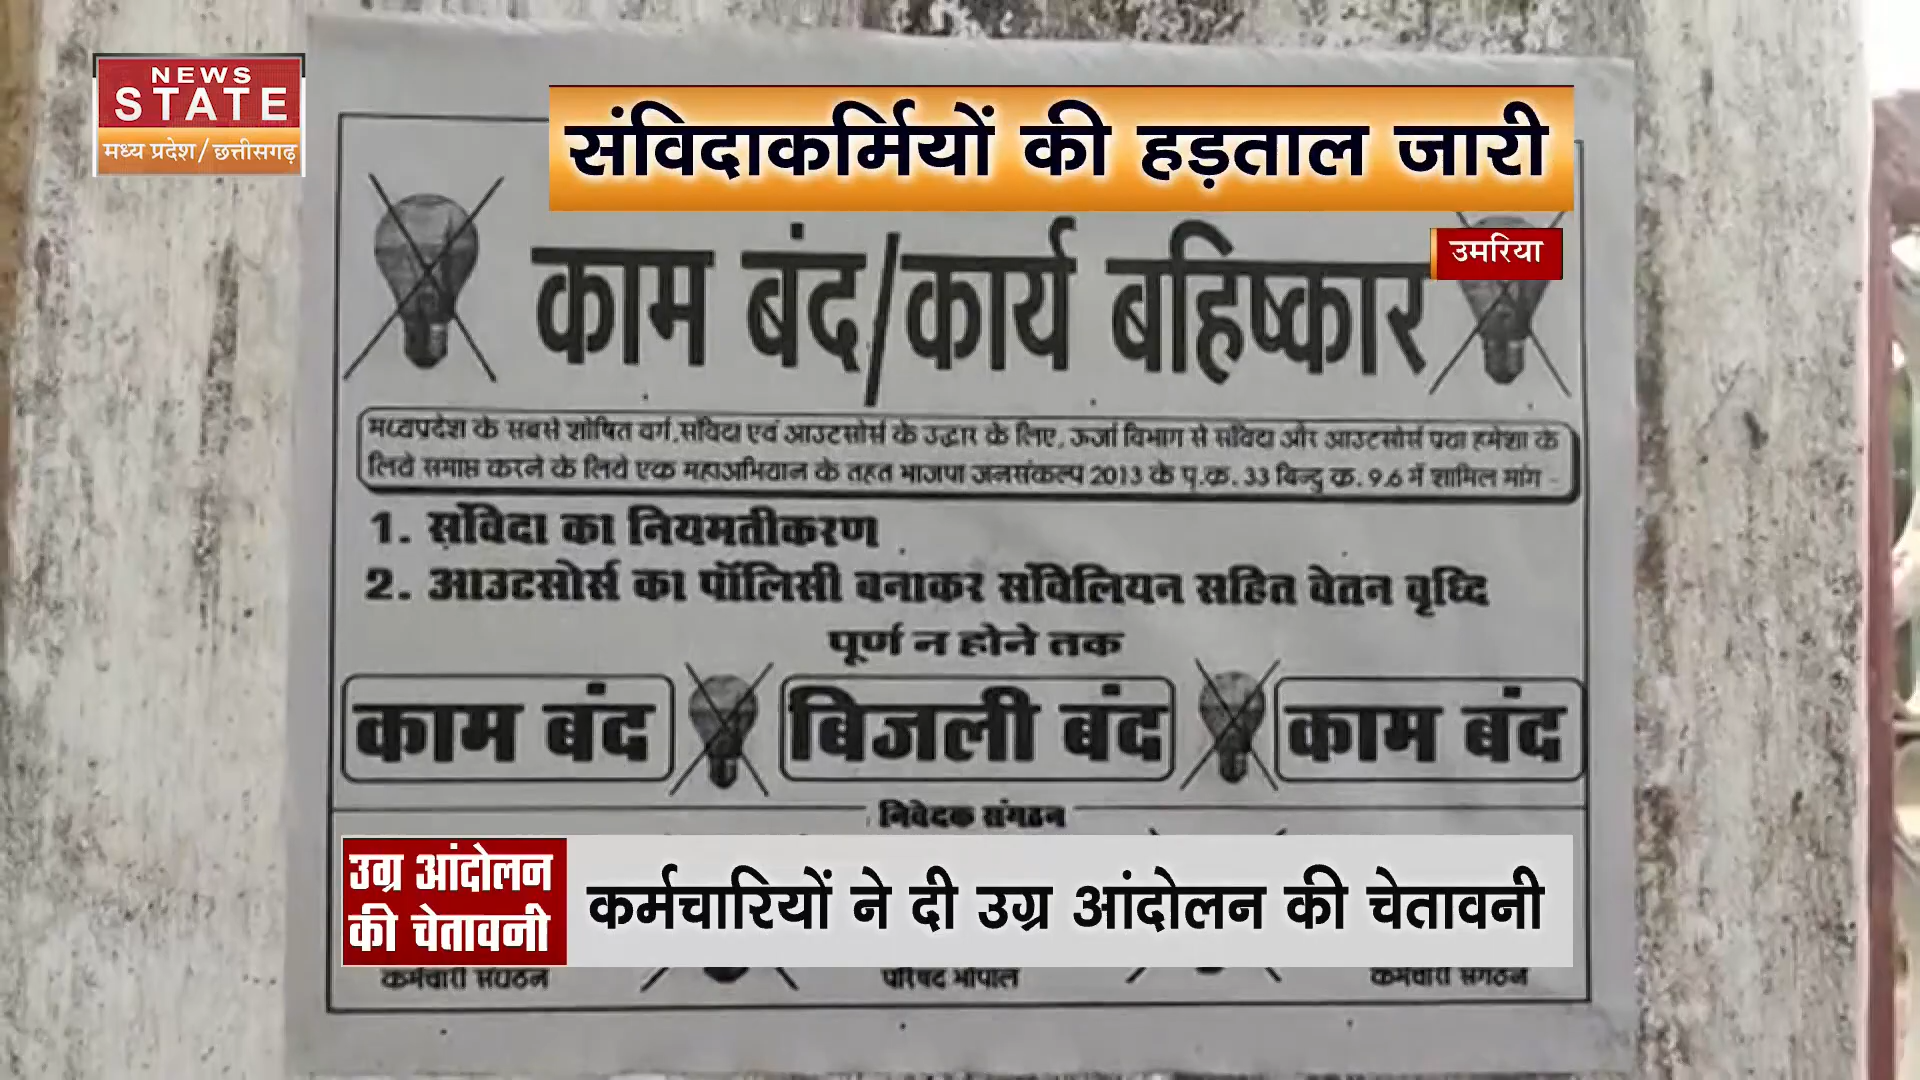 NEWS
STATE
मध्य प्रदेश/छत्तीसगढ़
संविदाकर्मियों की हड़ताल जारी
उमरिया
काम बंद/कार्य बहिष्कार
मध्यप्रदेश के सबसे शोषित वर्ग,संविदा एवं आउटसोर्स के उद्धार के लिए, ऊर्जा विभाग से संविदा और आउटसोर्स प्रथा हमेशा के
लिये समाप्त करने के लिये एक महाअभियान के तहत भाजपा जनसंकल्प 2013 के पृ.क्र. 33 बिन्दु क्र. 9.6 में शामिल मांग -
1. संविदा का नियमतीकरण
2. आउटसोर्स का पॉलिसी बनाकर संविलियन सहित वेतन वृध्दि
पूर्ण न होने तक
काम बंद बिजली बंद काम बंद
निवेदक संगठन
उग्र आंदोलन
की चेतावनी
कर्मचारियों ने दी उग्र आंदोलन की चेतावनी
कर्मचारी संगठन परिषद भोपाल कर्मचारी संगठन